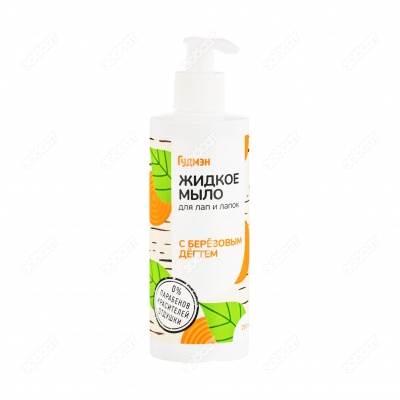 Гудмэн
ЖИДКОЕ
МЫЛО
для лап и лапок
С БЕРЁЗОВЫМ
ДЁГТЕМ
0%
ПАРАБЕНОВ
КРАСИТЕЛЕЙ
ОТДУШКИ